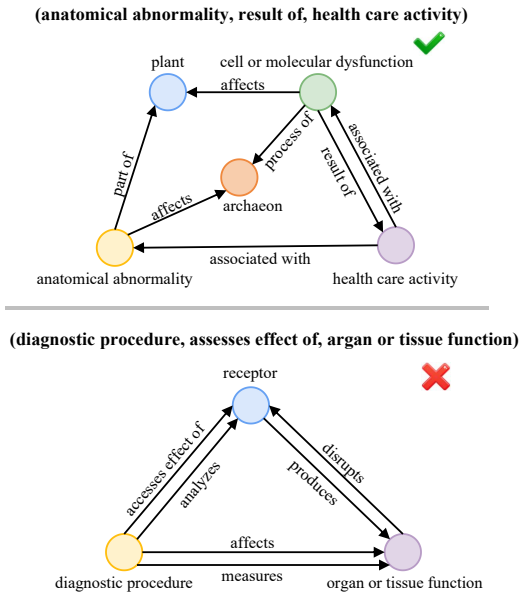 (anatomical abnormality, result of, health care activity)
plant
cell or molecular dysfunction
affects
process of
associated with
result of
part of
affects
archaeon
associated with
anatomical abnormality
health care activity
(diagnostic procedure, assesses effect of, argan or tissue function)
receptor
accesses effect of
analyzes
disrupts
produces
affects
measures
diagnostic procedure
organ or tissue function